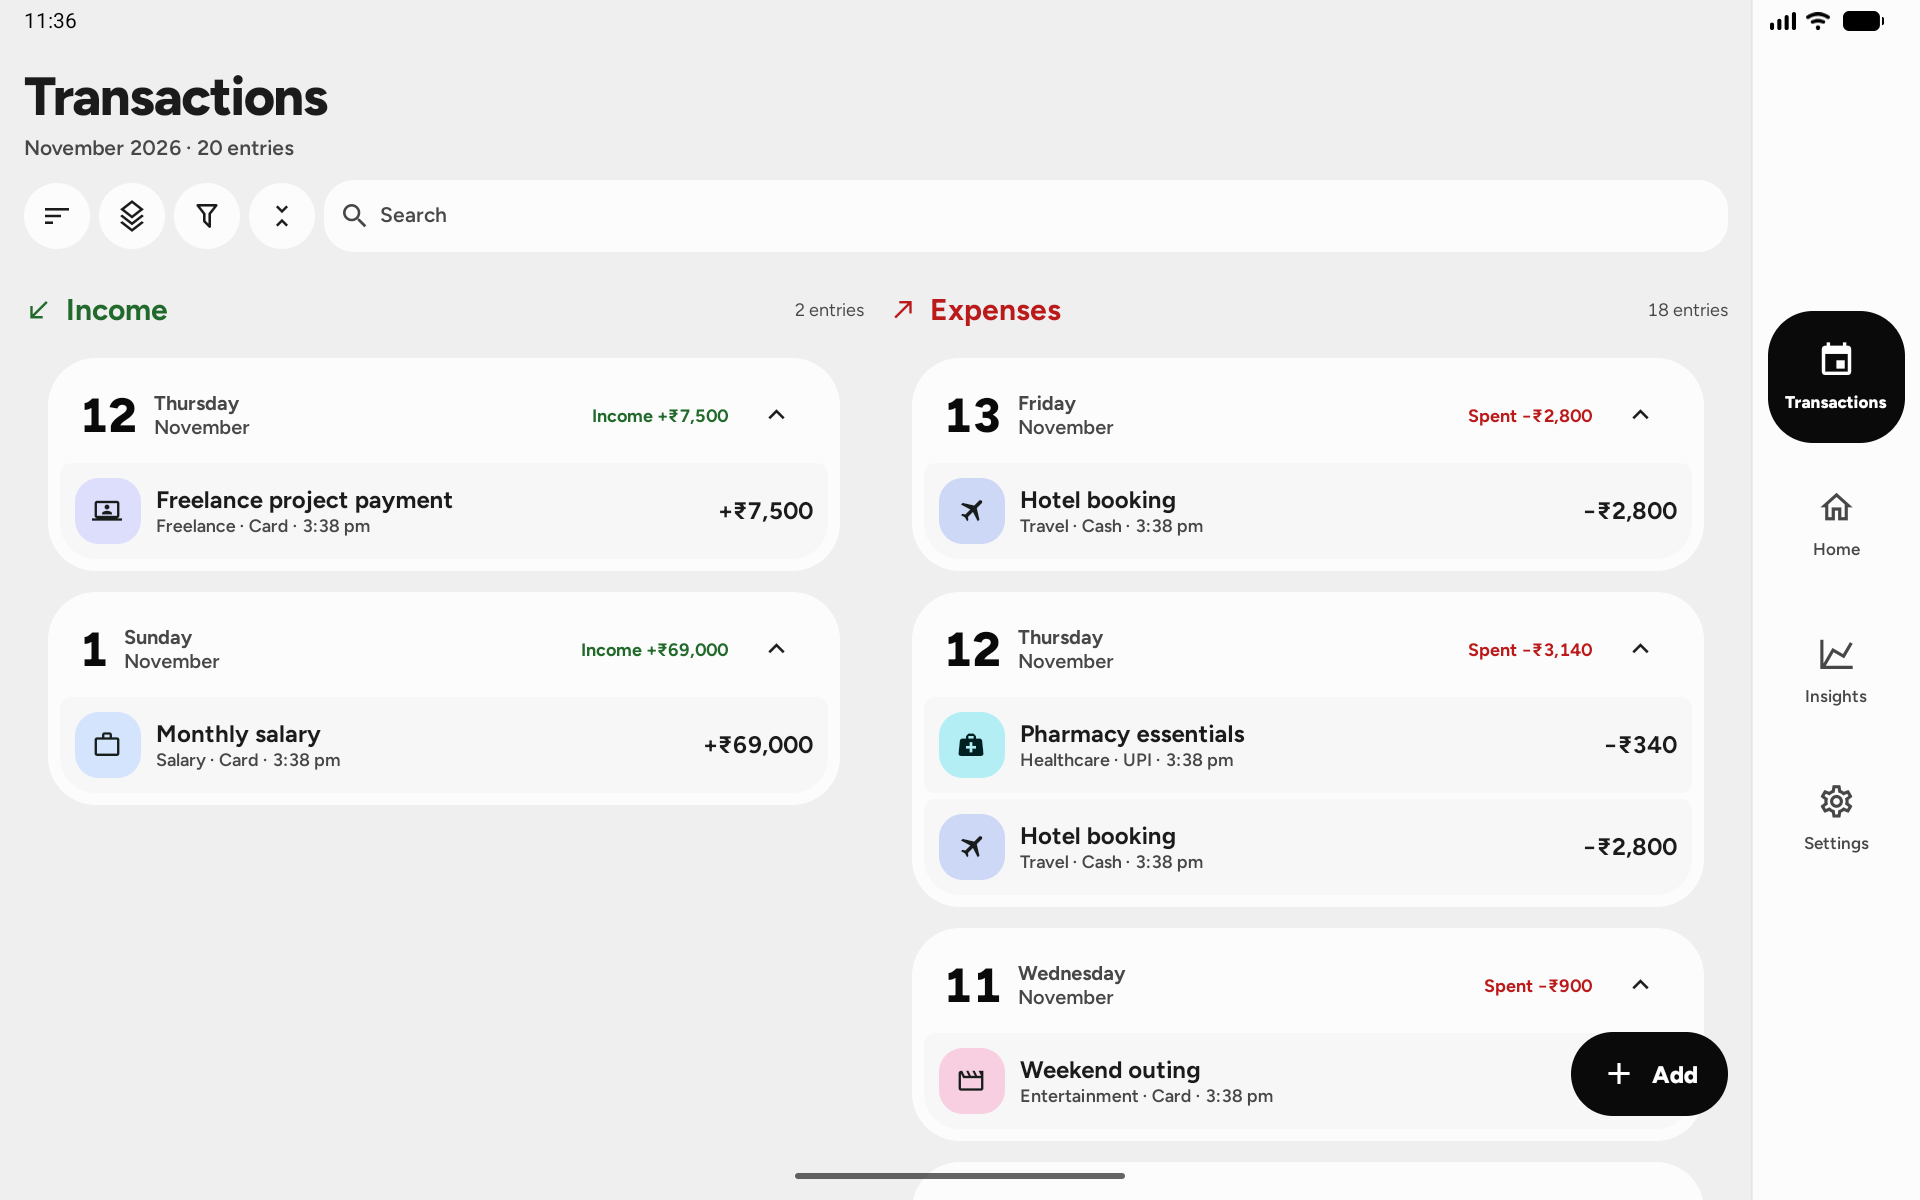 11:36
Transactions
November 2026 · 20 entries
Search
Income
2 entries
12
Thursday
November
Income +₹7,500
Freelance project payment
Freelance · Card · 3:38 pm
+₹7,500
1
Sunday
November
Income +₹69,000
Monthly salary
Salary · Card · 3:38 pm
+₹69,000
Expenses
18 entries
13
Friday
November
Spent -₹2,800
Hotel booking
Travel · Cash · 3:38 pm
-₹2,800
12
Thursday
November
Spent -₹3,140
Pharmacy essentials
Healthcare · UPI · 3:38 pm
-₹340
Hotel booking
Travel · Cash · 3:38 pm
-₹2,800
11
Wednesday
November
Spent -₹900
Weekend outing
Entertainment · Card · 3:38 pm
Add
Transactions
Home
Insights
Settings